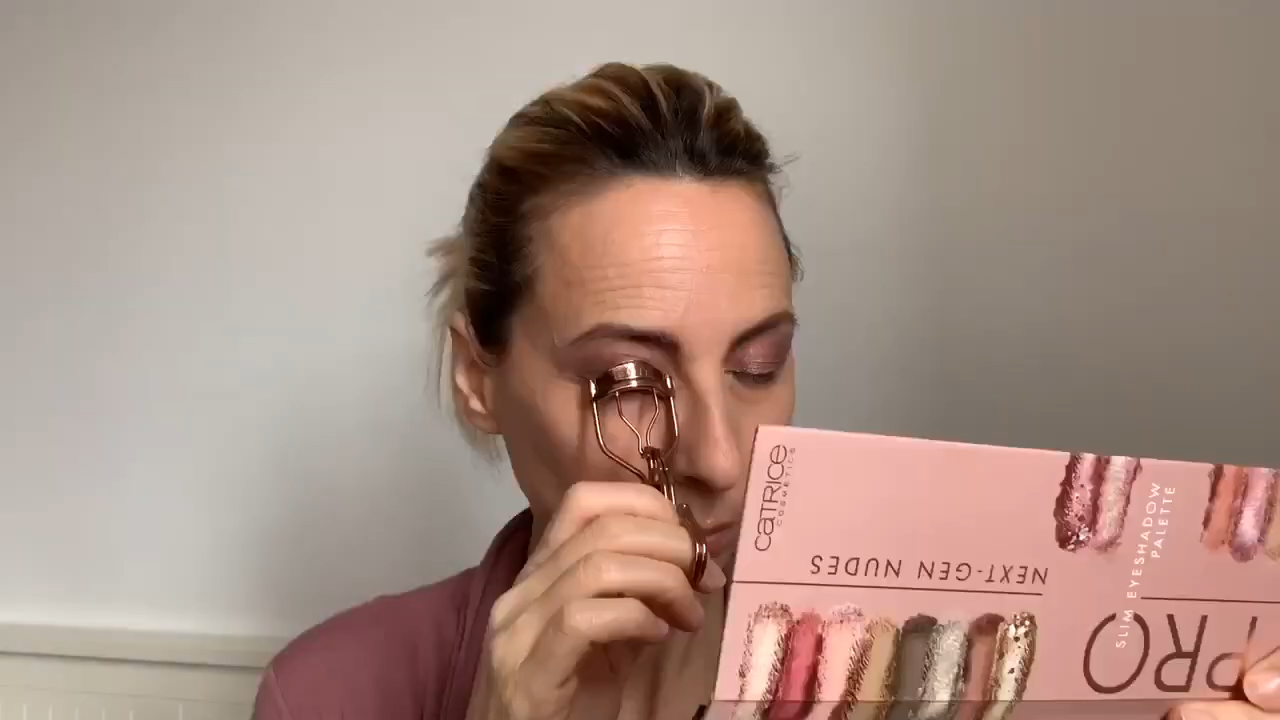 CATRICE
COSMETICS
NEXT-GEN NUDES
PRO
SLIM EYESHADOW
PALETTE